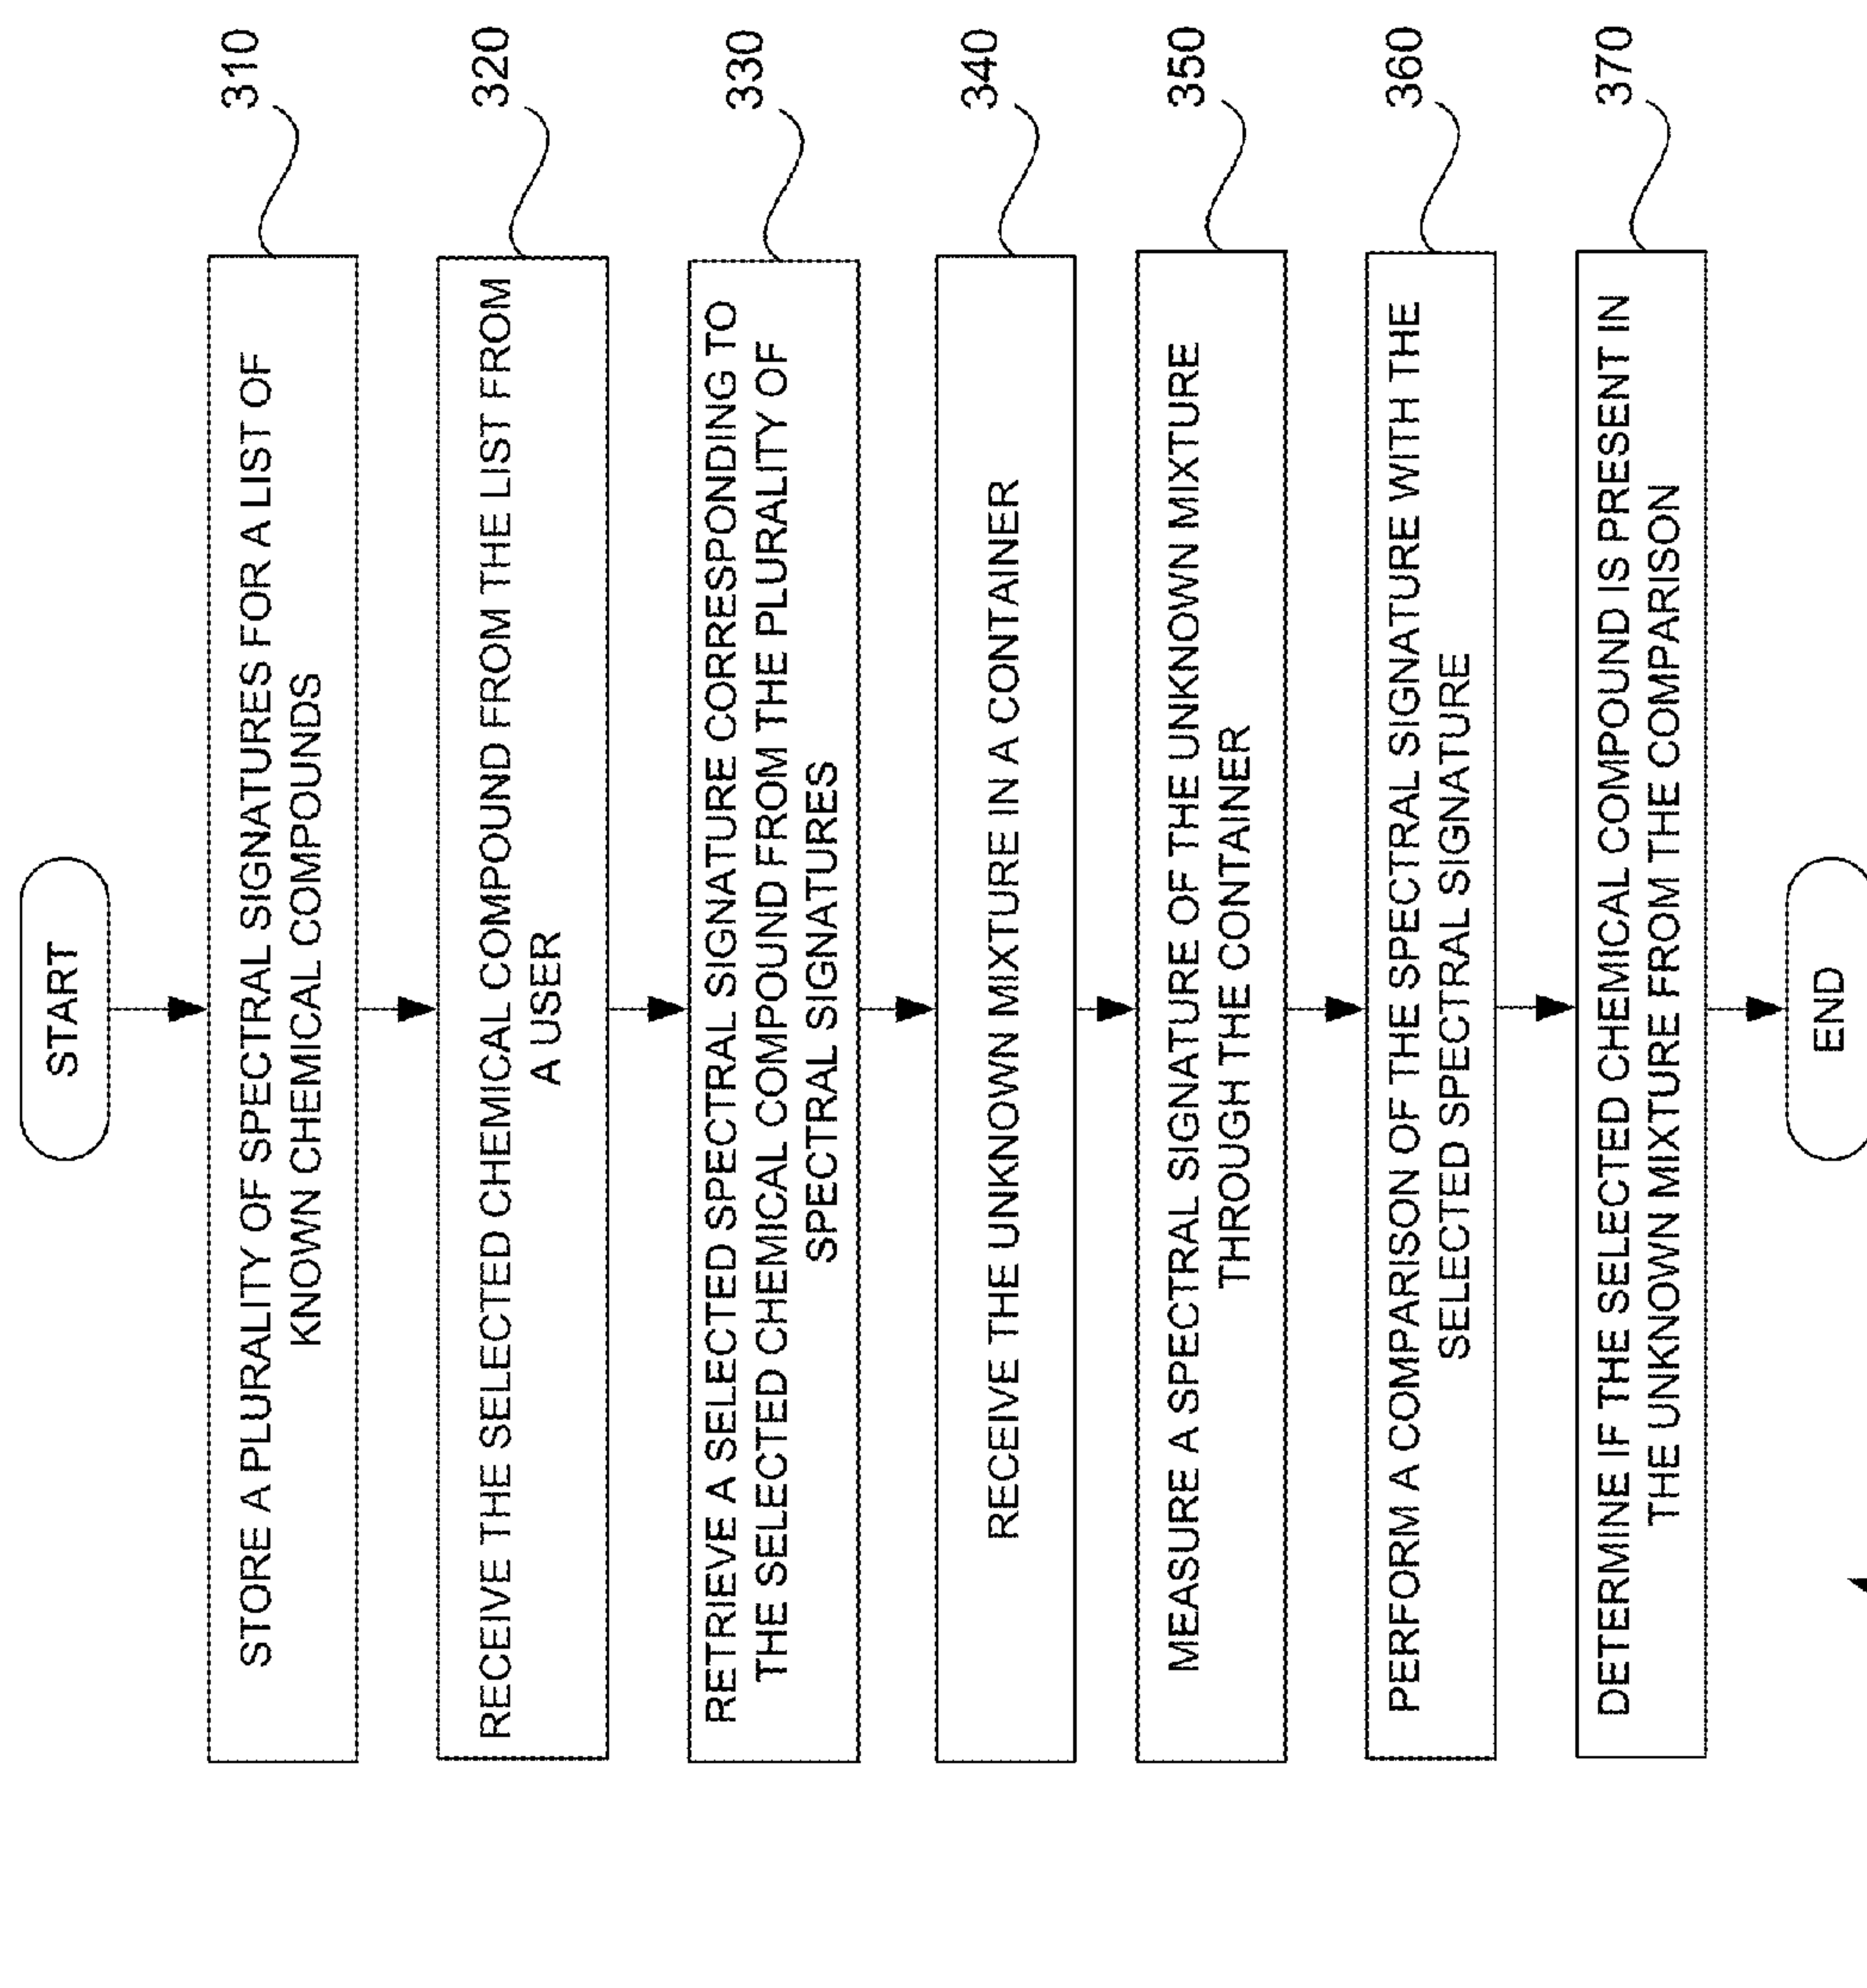 START
STORE A PLURALITY OF SPECTRAL SIGNATURES FOR A LIST OF
KNOWN CHEMICAL COMPOUNDS
310
RECEIVE THE SELECTED CHEMICAL COMPOUND FROM THE LIST FROM
A USER
320
RETRIEVE A SELECTED SPECTRAL SIGNATURE CORRESPONDING TO
THE SELECTED CHEMICAL COMPOUND FROM THE PLURALITY OF
SPECTRAL SIGNATURES
330
RECEIVE THE UNKNOWN MIXTURE IN A CONTAINER
340
MEASURE A SPECTRAL SIGNATURE OF THE UNKNOWN MIXTURE
THROUGH THE CONTAINER
350
PERFORM A COMPARISON OF THE SPECTRAL SIGNATURE WITH THE
SELECTED SPECTRAL SIGNATURE
360
DETERMINE IF THE SELECTED CHEMICAL COMPOUND IS PRESENT IN
THE UNKNOWN MIXTURE FROM THE COMPARISON
370
END